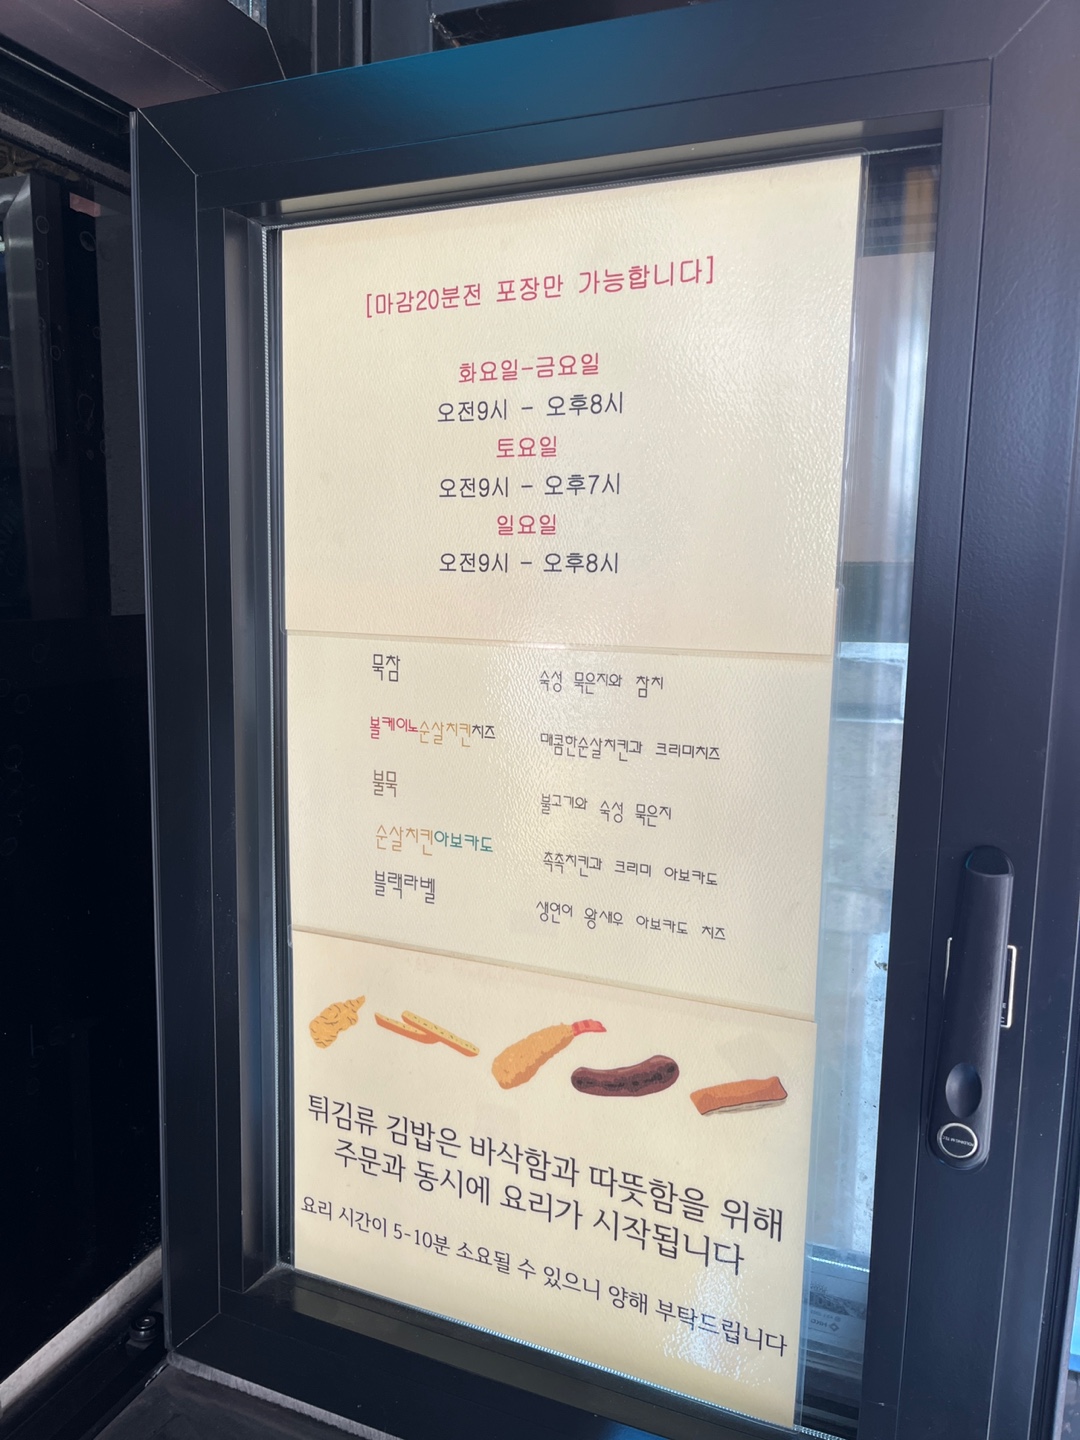 [마감20분전 포장만 가능합니다]
화요일-금요일
오전9시 - 오후8시
토요일
오전9시 - 오후7시
일요일
오전9시 - 오후8시
묵참 숙성 묵은지와 참치
볼케이노순살치킨치즈 매콤한순살치킨과 크리미치즈
불묵 불고기와 숙성 묵은지
순살치킨아보카도 촉촉치킨과 크리미 아보카도
블랙라벨 생연어 왕새우 아보카도 치즈
튀김류 김밥은 바삭함과 따뜻함을 위해
주문과 동시에 요리가 시작됩니다
요리 시간이 5-10분 소요될 수 있으니 양해 부탁드립니다